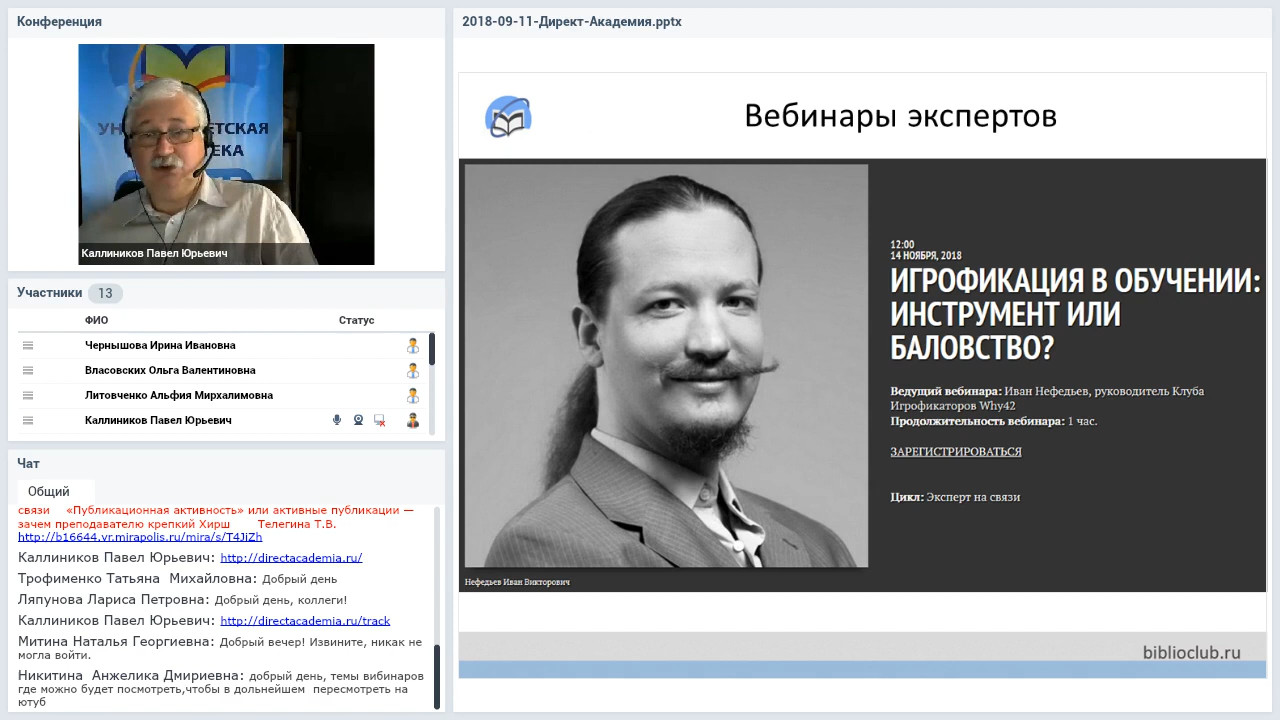 Конференция
УН
ЕТСКАЯ
ЕКА
Каллиников Павел Юрьевич
Участники 13
ФИО Статус
Чернышова Ирина Ивановна
Власовских Ольга Валентиновна
Литовченко Альфия Мирхалимовна
Каллиников Павел Юрьевич
Чат
Общий
связи «Публикационная активность» или активные публикации —
зачем преподавателю крепкий Хирш Телегина Т.В.
http://b16644.vr.mirapolis.ru/mira/s/T4JiZh
Каллиников Павел Юрьевич: http://directacademia.ru/
Трофименко Татьяна Михайловна: Добрый день
Ляпунова Лариса Петровна: Добрый день, коллеги!
Каллиников Павел Юрьевич: http://directacademia.ru/track
Митина Наталья Георгиевна: Добрый вечер! Извините, никак не
могла войти.
Никитина Анжелика Дмириевна: добрый день, темы вибинаров
где можно будет посмотреть,чтобы в дольнейшем пересмотреть на
ютуб
2018-09-11-Директ-Академия.pptx
Вебинары экспертов
12:00
14 НОЯБРЯ, 2018
ИГРОФИКАЦИЯ В ОБУЧЕНИИ:
ИНСТРУМЕНТ ИЛИ
БАЛОВСТВО?
Ведущий вебинара: Иван Нефедьев, руководитель Клуба
Игрофикаторов Why42
Продолжительность вебинара: 1 час.
ЗАРЕГИСТРИРОВАТЬСЯ
Цикл: Эксперт на связи
Нефедьев Иван Викторович
biblioclub.ru